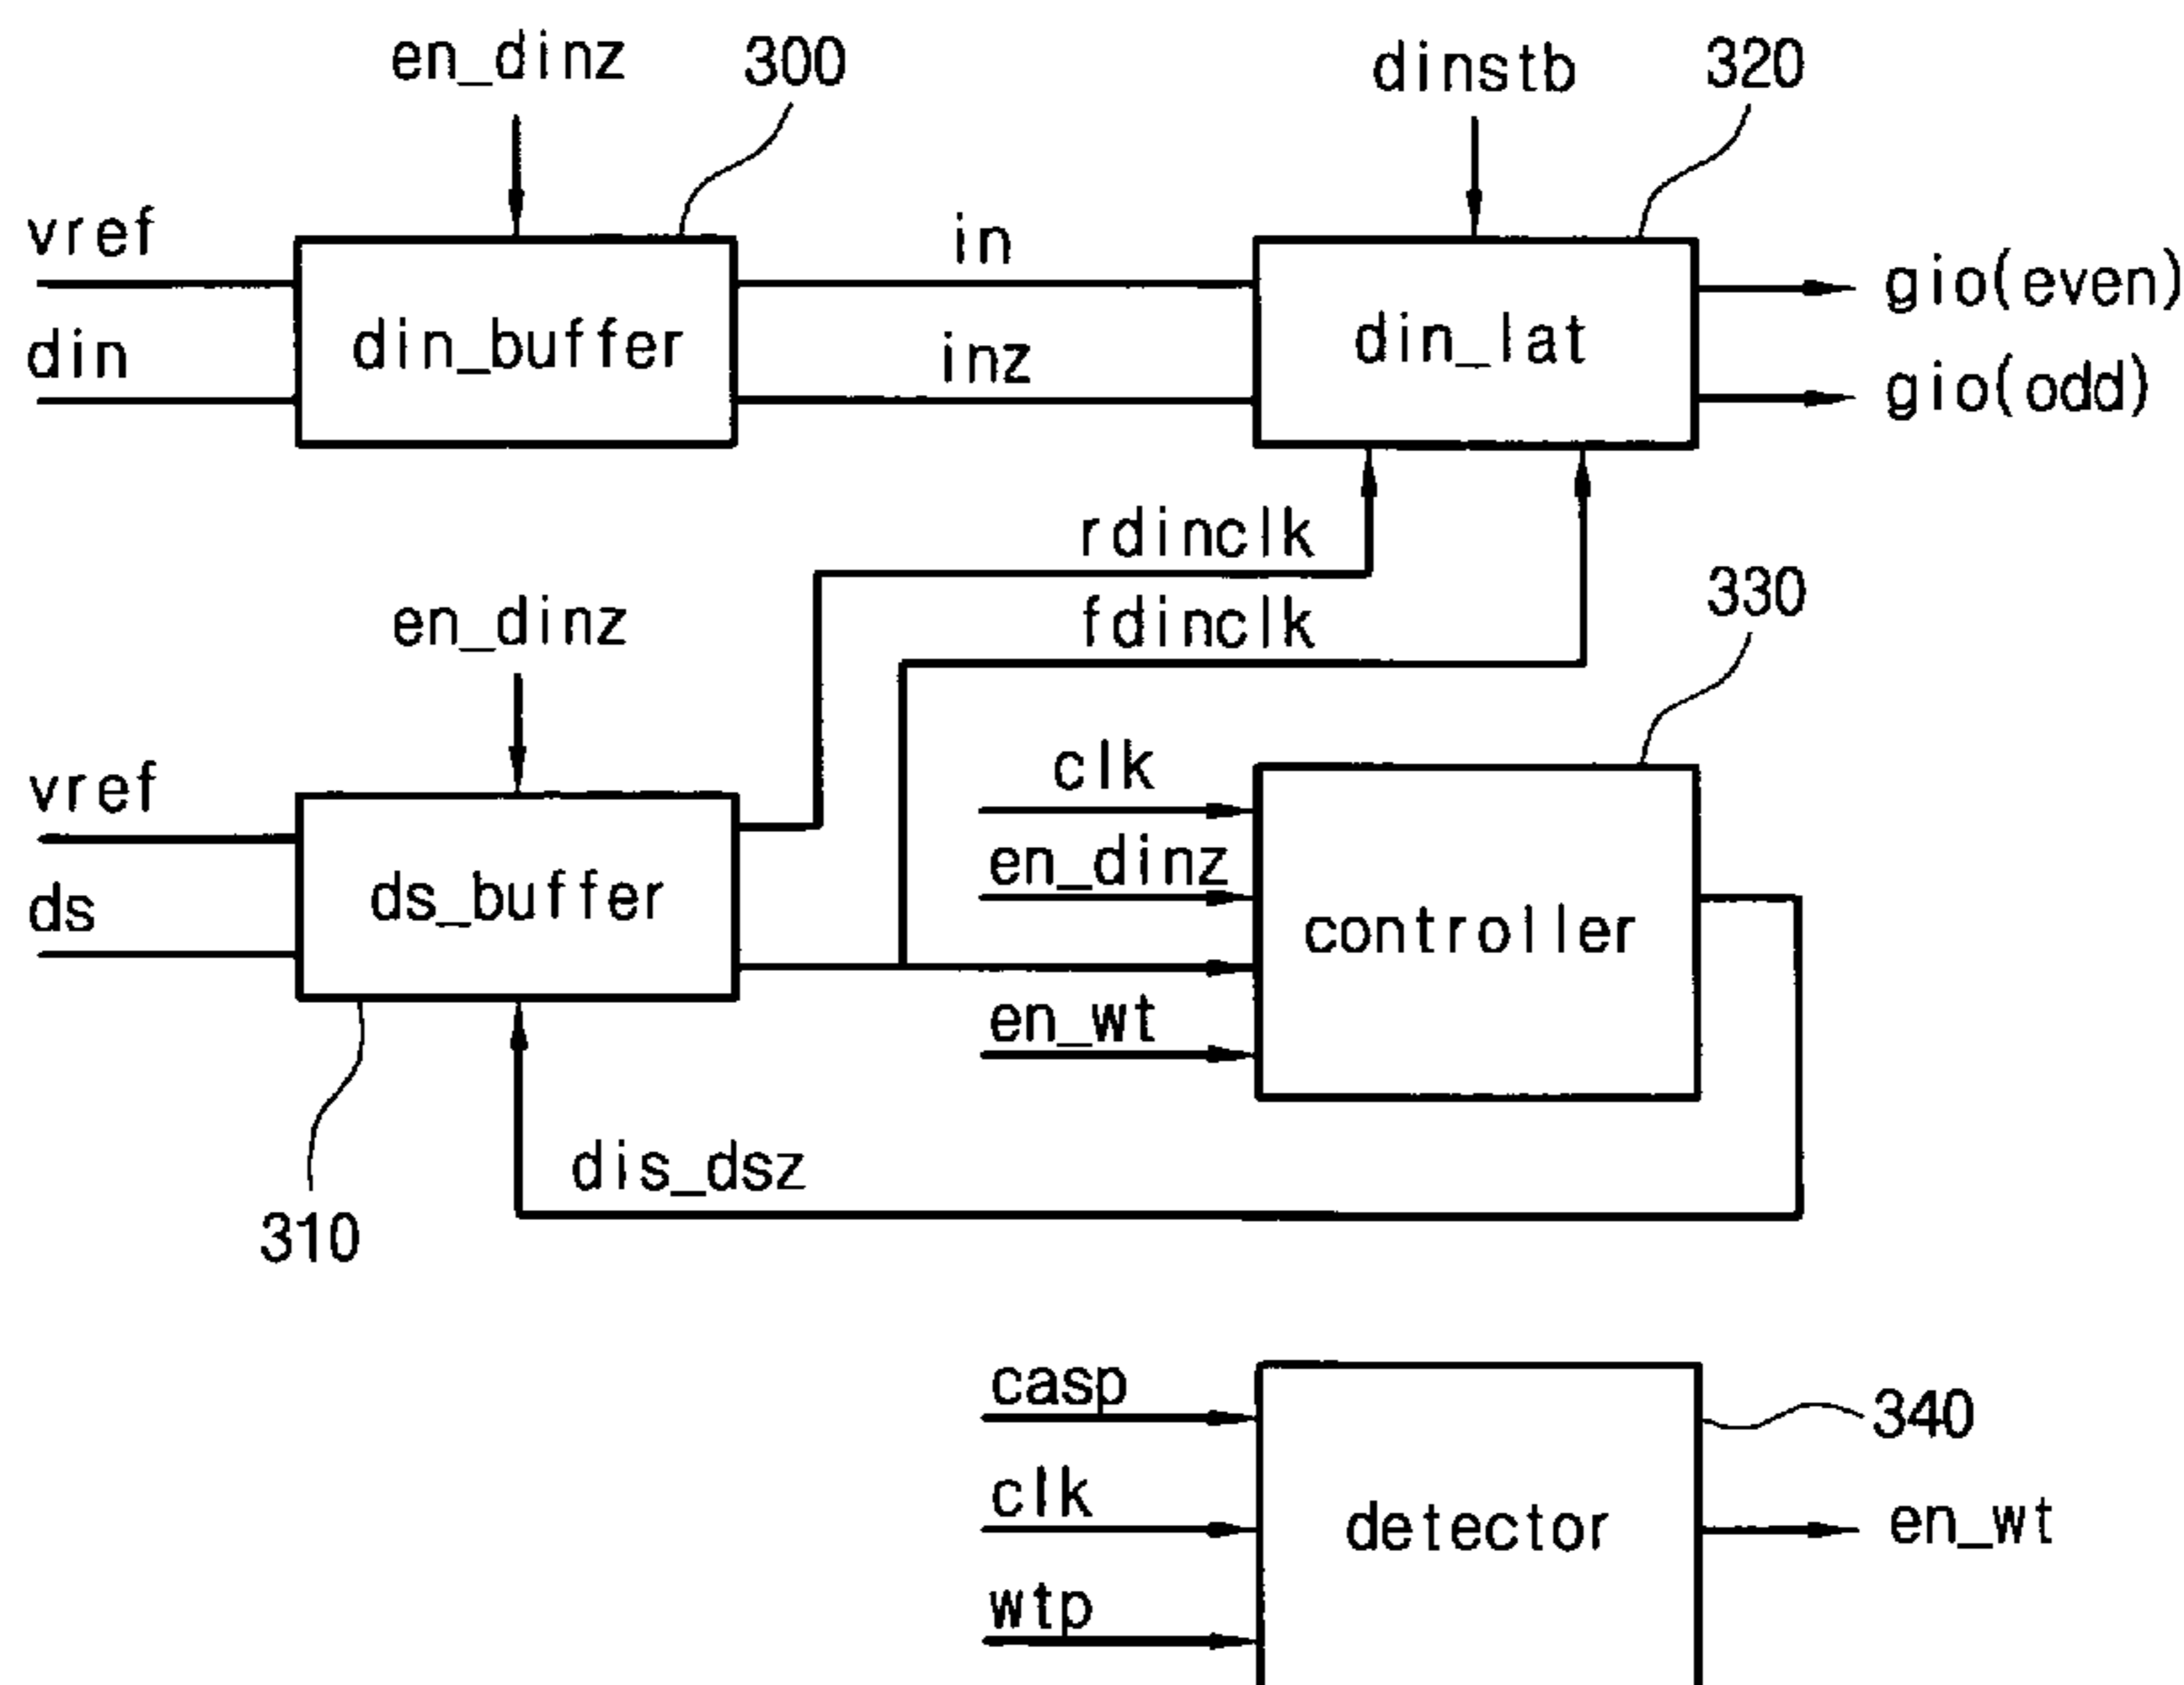 en_dinz 300 dinstb 320
vref in gio(even)
din din_buffer inz din_lat gio(odd)
rdinclk
en_dinz fdinclk 330
vref clk
ds ds_buffer en_dinz controller
en_wt
dis_dsz
310
casp 340
clk detector en_wt
wtp